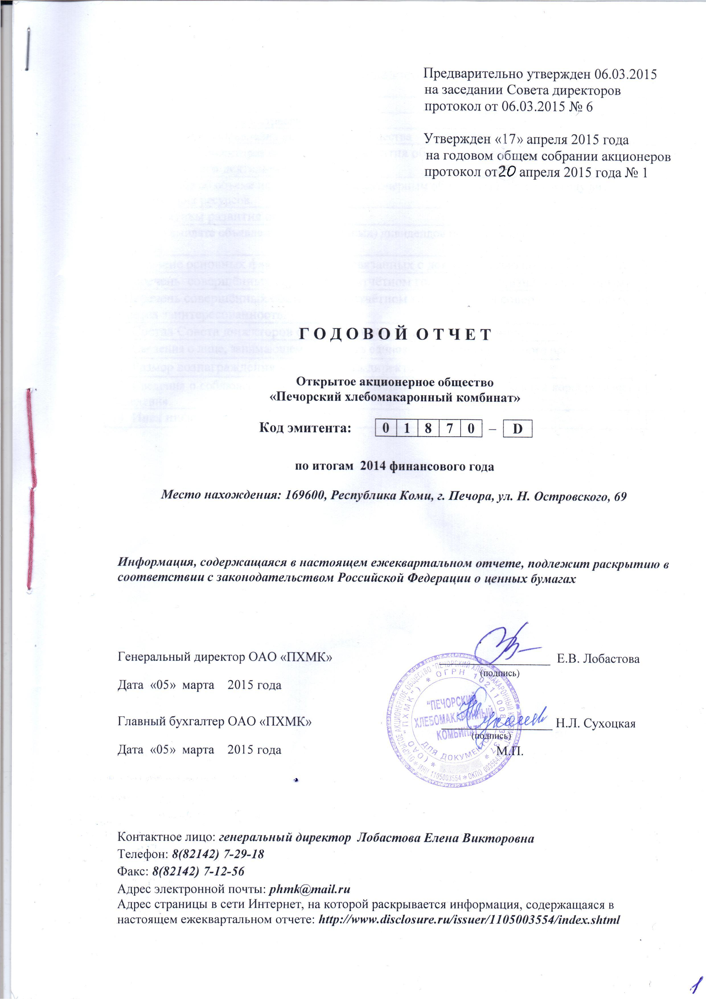 Предварительно утвержден 06.03.2015
на заседании Совета директоров
протокол от 06.03.2015 № 6
Утвержден «17» апреля 2015 года
на годовом общем собрании акционеров
протокол от 20 апреля 2015 года № 1
Г О Д О В О Й О Т Ч Е Т
Открытое акционерное общество
«Печорский хлебомакаронный комбинат»
Код эмитента: 0 1 8 7 0 – D
по итогам 2014 финансового года
Место нахождения: 169600, Республика Коми, г. Печора, ул. Н. Островского, 69
Информация, содержащаяся в настоящем ежеквартальном отчете, подлежит раскрытию в
соответствии с законодательством Российской Федерации о ценных бумагах
Генеральный директор ОАО «ПХМК» Е.В. Лобастова
(подпись)
Дата «05» марта 2015 года
Главный бухгалтер ОАО «ПХМК» Н.Л. Сухоцкая
(подпись)
Дата «05» марта 2015 года М.П.
"ПЕЧОРСКИЙ
ХЛЕБОМАКАРОННЫЙ
КОМБИНАТ"
ДЛЯ ДОКУМЕНТОВ
(ОАО "ПХМК") * ОГРН
ОТКРЫТОЕ АКЦИОНЕРНОЕ ОБЩЕСТВО "ПЕЧОРСКИЙ ХЛЕБОМАКАРОННЫЙ КОМБИНАТ"
* ИНН 1105003554 * ОКПО
Контактное лицо: генеральный директор Лобастова Елена Викторовна
Телефон: 8(82142) 7-29-18
Факс: 8(82142) 7-12-56
Адрес электронной почты: phmk@mail.ru
Адрес страницы в сети Интернет, на которой раскрывается информация, содержащаяся в
настоящем ежеквартальном отчете: http://www.disclosure.ru/issuer/1105003554/index.shtml
1